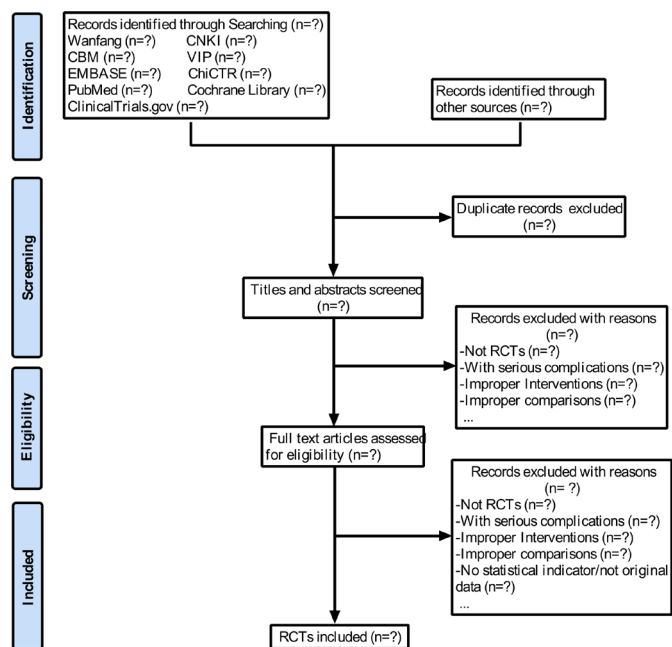 Identification
Records identified through Searching (n=?)
Wanfang (n=?) CNKI (n=?)
CBM (n=?) VIP (n=?)
EMBASE (n=?) ChiCTR (n=?)
PubMed (n=?) Cochrane Library (n=?)
ClinicalTrials.gov (n=?)
Records identified through
other sources (n=?)
Screening
Duplicate records excluded
(n=?)
Titles and abstracts screened
(n=?)
Records excluded with reasons
(n=?)
-Not RCTs (n=?)
-With serious complications (n=?)
-Improper Interventions (n=?)
-Improper comparisons (n=?)
...
Eligibility
Full text articles assessed
for eligibility (n=?)
Records excluded with reasons
(n= ?)
-Not RCTs (n=?)
-With serious complications (n=?)
-Improper Interventions (n=?)
-Improper comparisons (n=?)
-No statistical indicator/not original
data (n=?)
...
Included
RCTs included (n=?)